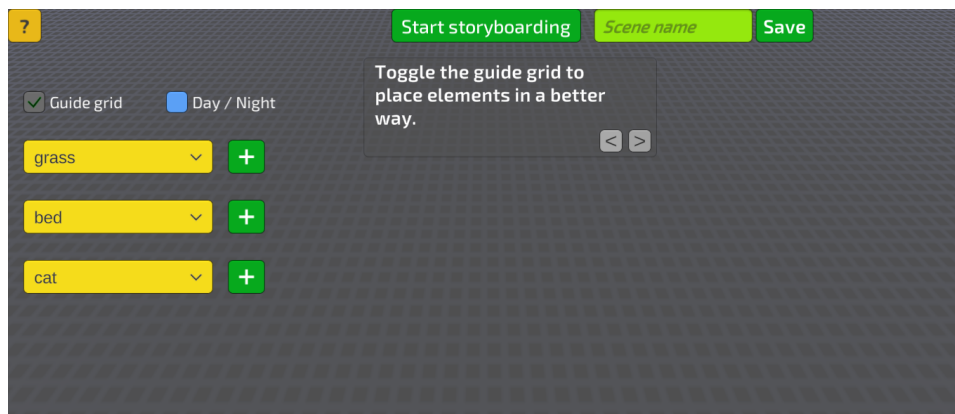 ?
Start storyboarding
Scene name
Save
Toggle the guide grid to
place elements in a better
way.
< >
Guide grid
Day / Night
grass
+
bed
+
cat
+